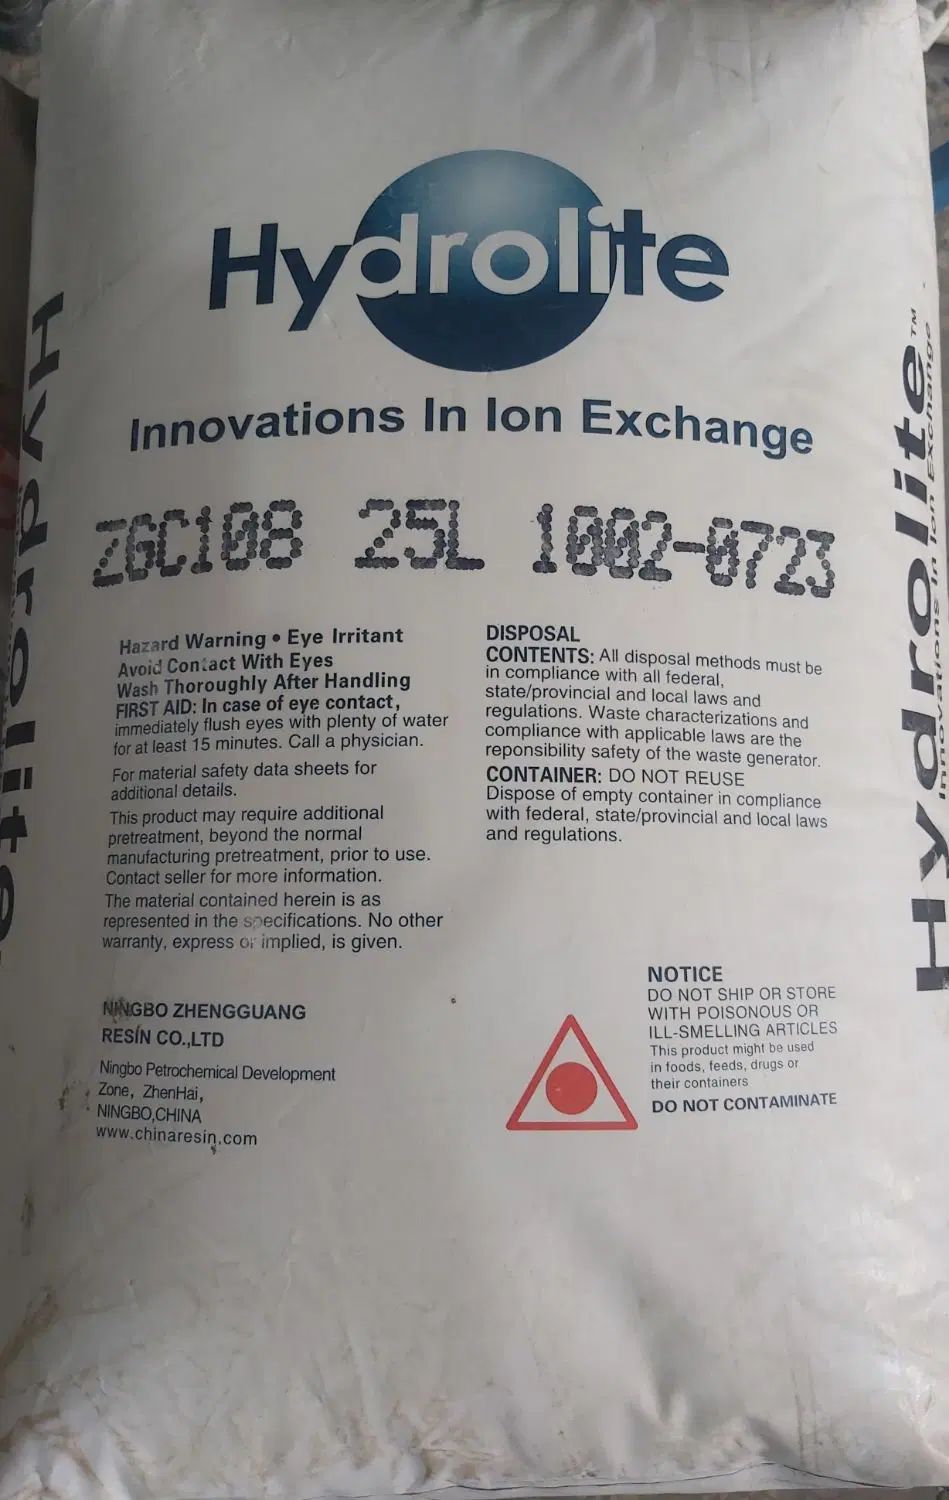 Hydrolite
Innovations In Ion Exchange
ZGC108 25L 1002-0723
Hazard Warning • Eye Irritant
Avoid Contact With Eyes
Wash Thoroughly After Handling
FIRST AID: In case of eye contact,
immediately flush eyes with plenty of water
for at least 15 minutes. Call a physician.
For material safety data sheets for
additional details.
This product may require additional
pretreatment, beyond the normal
manufacturing pretreatment, prior to use.
Contact seller for more information.
The material contained herein is as
represented in the specifications. No other
warranty, express or implied, is given.
NINGBO ZHENGGUANG
RESIN CO.,LTD
Ningbo Petrochemical Development
Zone, ZhenHai,
NINGBO,CHINA
www.chinaresin.com
DISPOSAL
CONTENTS: All disposal methods must be
in compliance with all federal,
state/provincial and local laws and
regulations. Waste characterizations and
compliance with applicable laws are the
reponsibility safety of the waste generator.
CONTAINER: DO NOT REUSE
Dispose of empty container in compliance
with federal, state/provincial and local laws
and regulations.
NOTICE
DO NOT SHIP OR STORE
WITH POISONOUS OR
ILL-SMELLING ARTICLES
This product might be used
in foods, feeds, drugs or
their containers
DO NOT CONTAMINATE
Hydrolite
Hydrolite™
Innovations In Ion Exchange